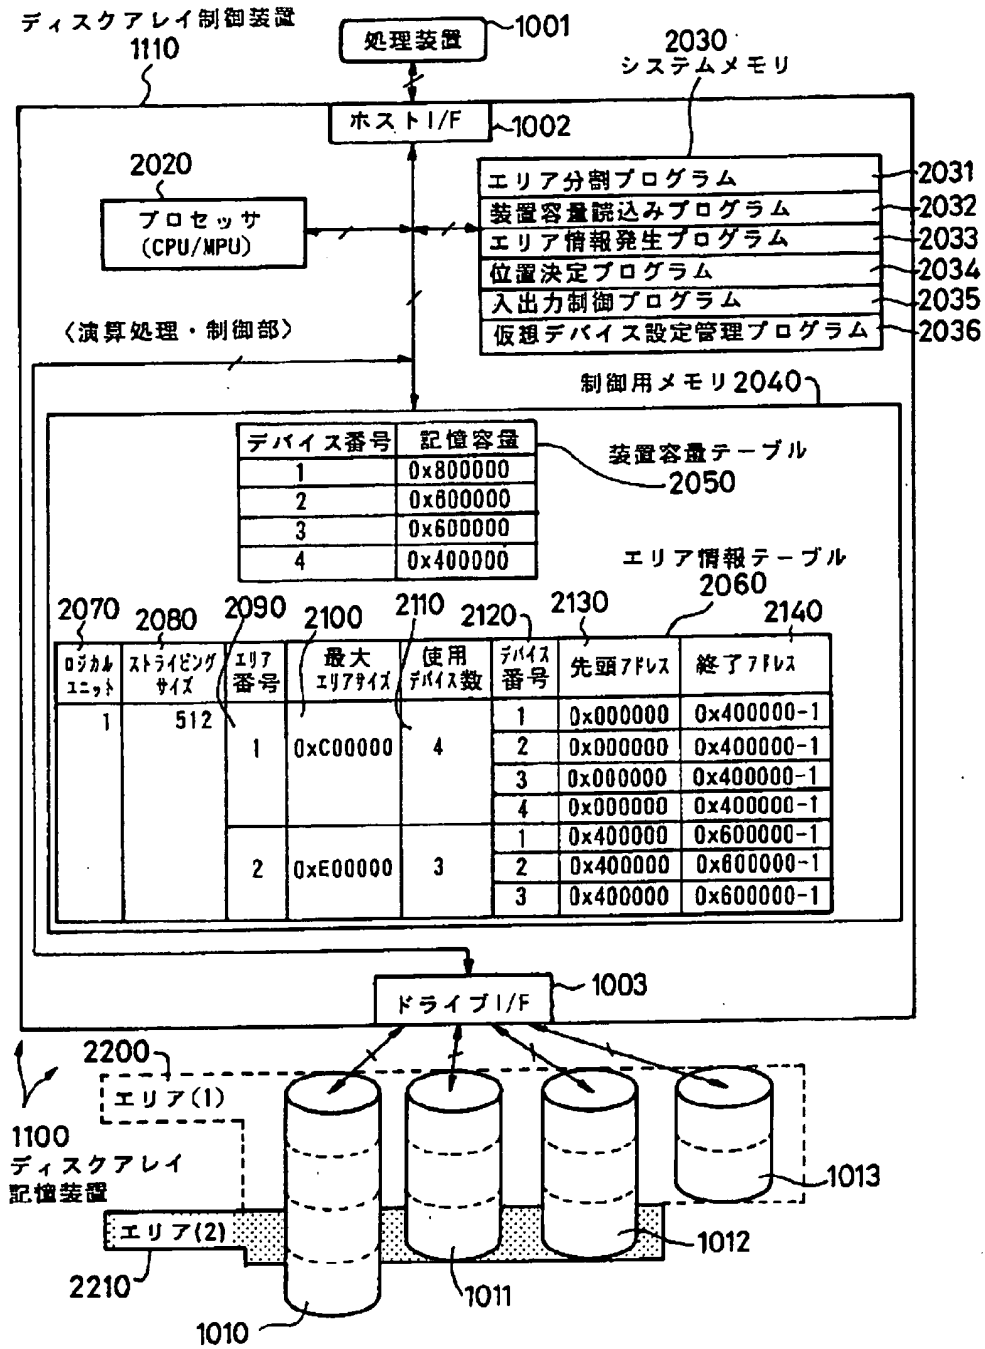 ディスクアレイ制御装置
1110
処理装置
1001
2030
システムメモリ
ホストI/F
1002
2020
プロセッサ
(CPU/MPU)
エリア分割プログラム
2031
装置容量読込みプログラム
2032
エリア情報発生プログラム
2033
位置決定プログラム
2034
入出力制御プログラム
2035
仮想デバイス設定管理プログラム
2036
〈演算処理・制御部〉
制御用メモリ2040
デバイス番号 記憶容量
1 0x800000
2 0x600000
3 0x600000
4 0x400000
装置容量テーブル
2050
エリア情報テーブル
2060
2070 2080 2090 2100 2110 2120 2130 2140
ロジカル ストライピング エリア 最大 使用 デバイス 先頭アドレス 終了アドレス
ユニット サイズ 番号 エリアサイズ デバイス数 番号
1 512
1 0xC00000 4
1 0x000000 0x400000-1
2 0x000000 0x400000-1
3 0x000000 0x400000-1
4 0x000000 0x400000-1
2 0xE00000 3
1 0x400000 0x600000-1
2 0x400000 0x600000-1
3 0x400000 0x600000-1
ドライブI/F
1003
2200
エリア(1)
1100
ディスクアレイ
記憶装置
エリア(2)
2210
1010
1011
1012
1013